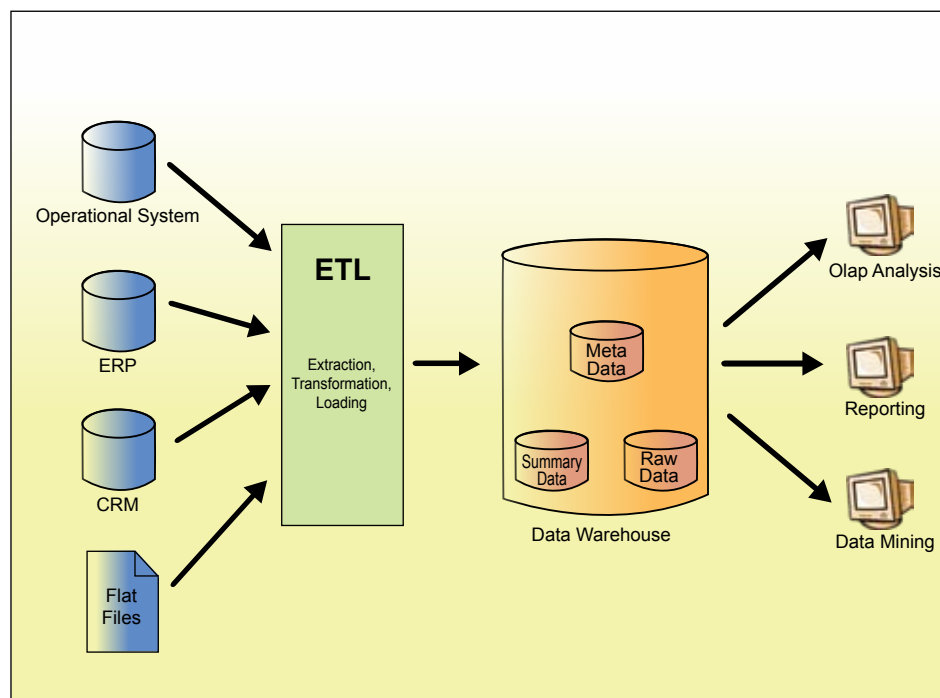 Operational System
ERP
CRM
Flat
Files
ETL
Extraction,
Transformation,
Loading
Meta
Data
Summary
Data
Raw
Data
Data Warehouse
Olap Analysis
Reporting
Data Mining